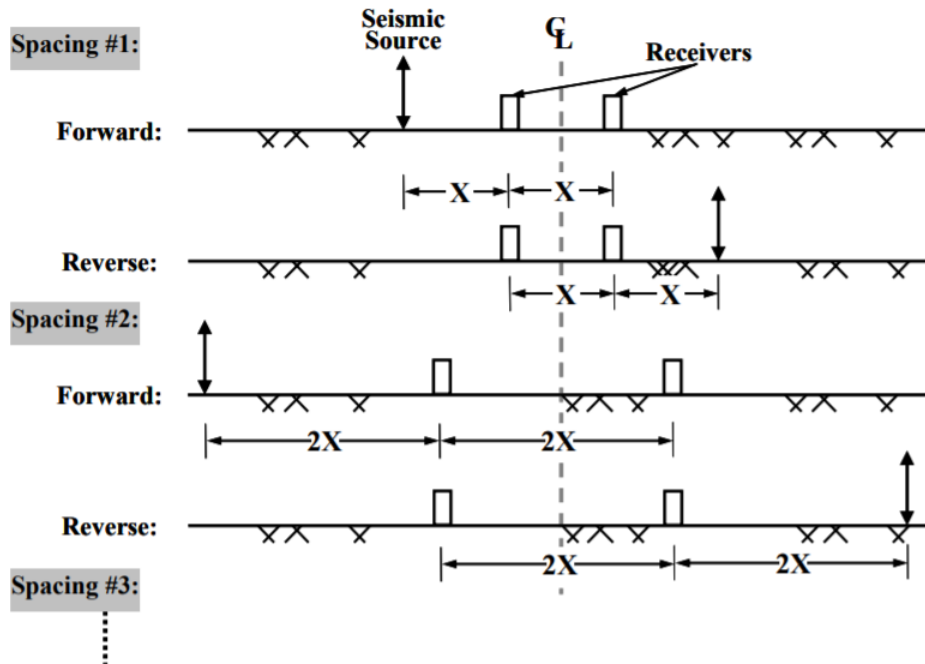 Spacing #1:
Seismic
Source
CL
Receivers
Forward:
X
X
Reverse:
X
X
Spacing #2:
Forward:
2X
2X
Reverse:
2X
2X
Spacing #3: